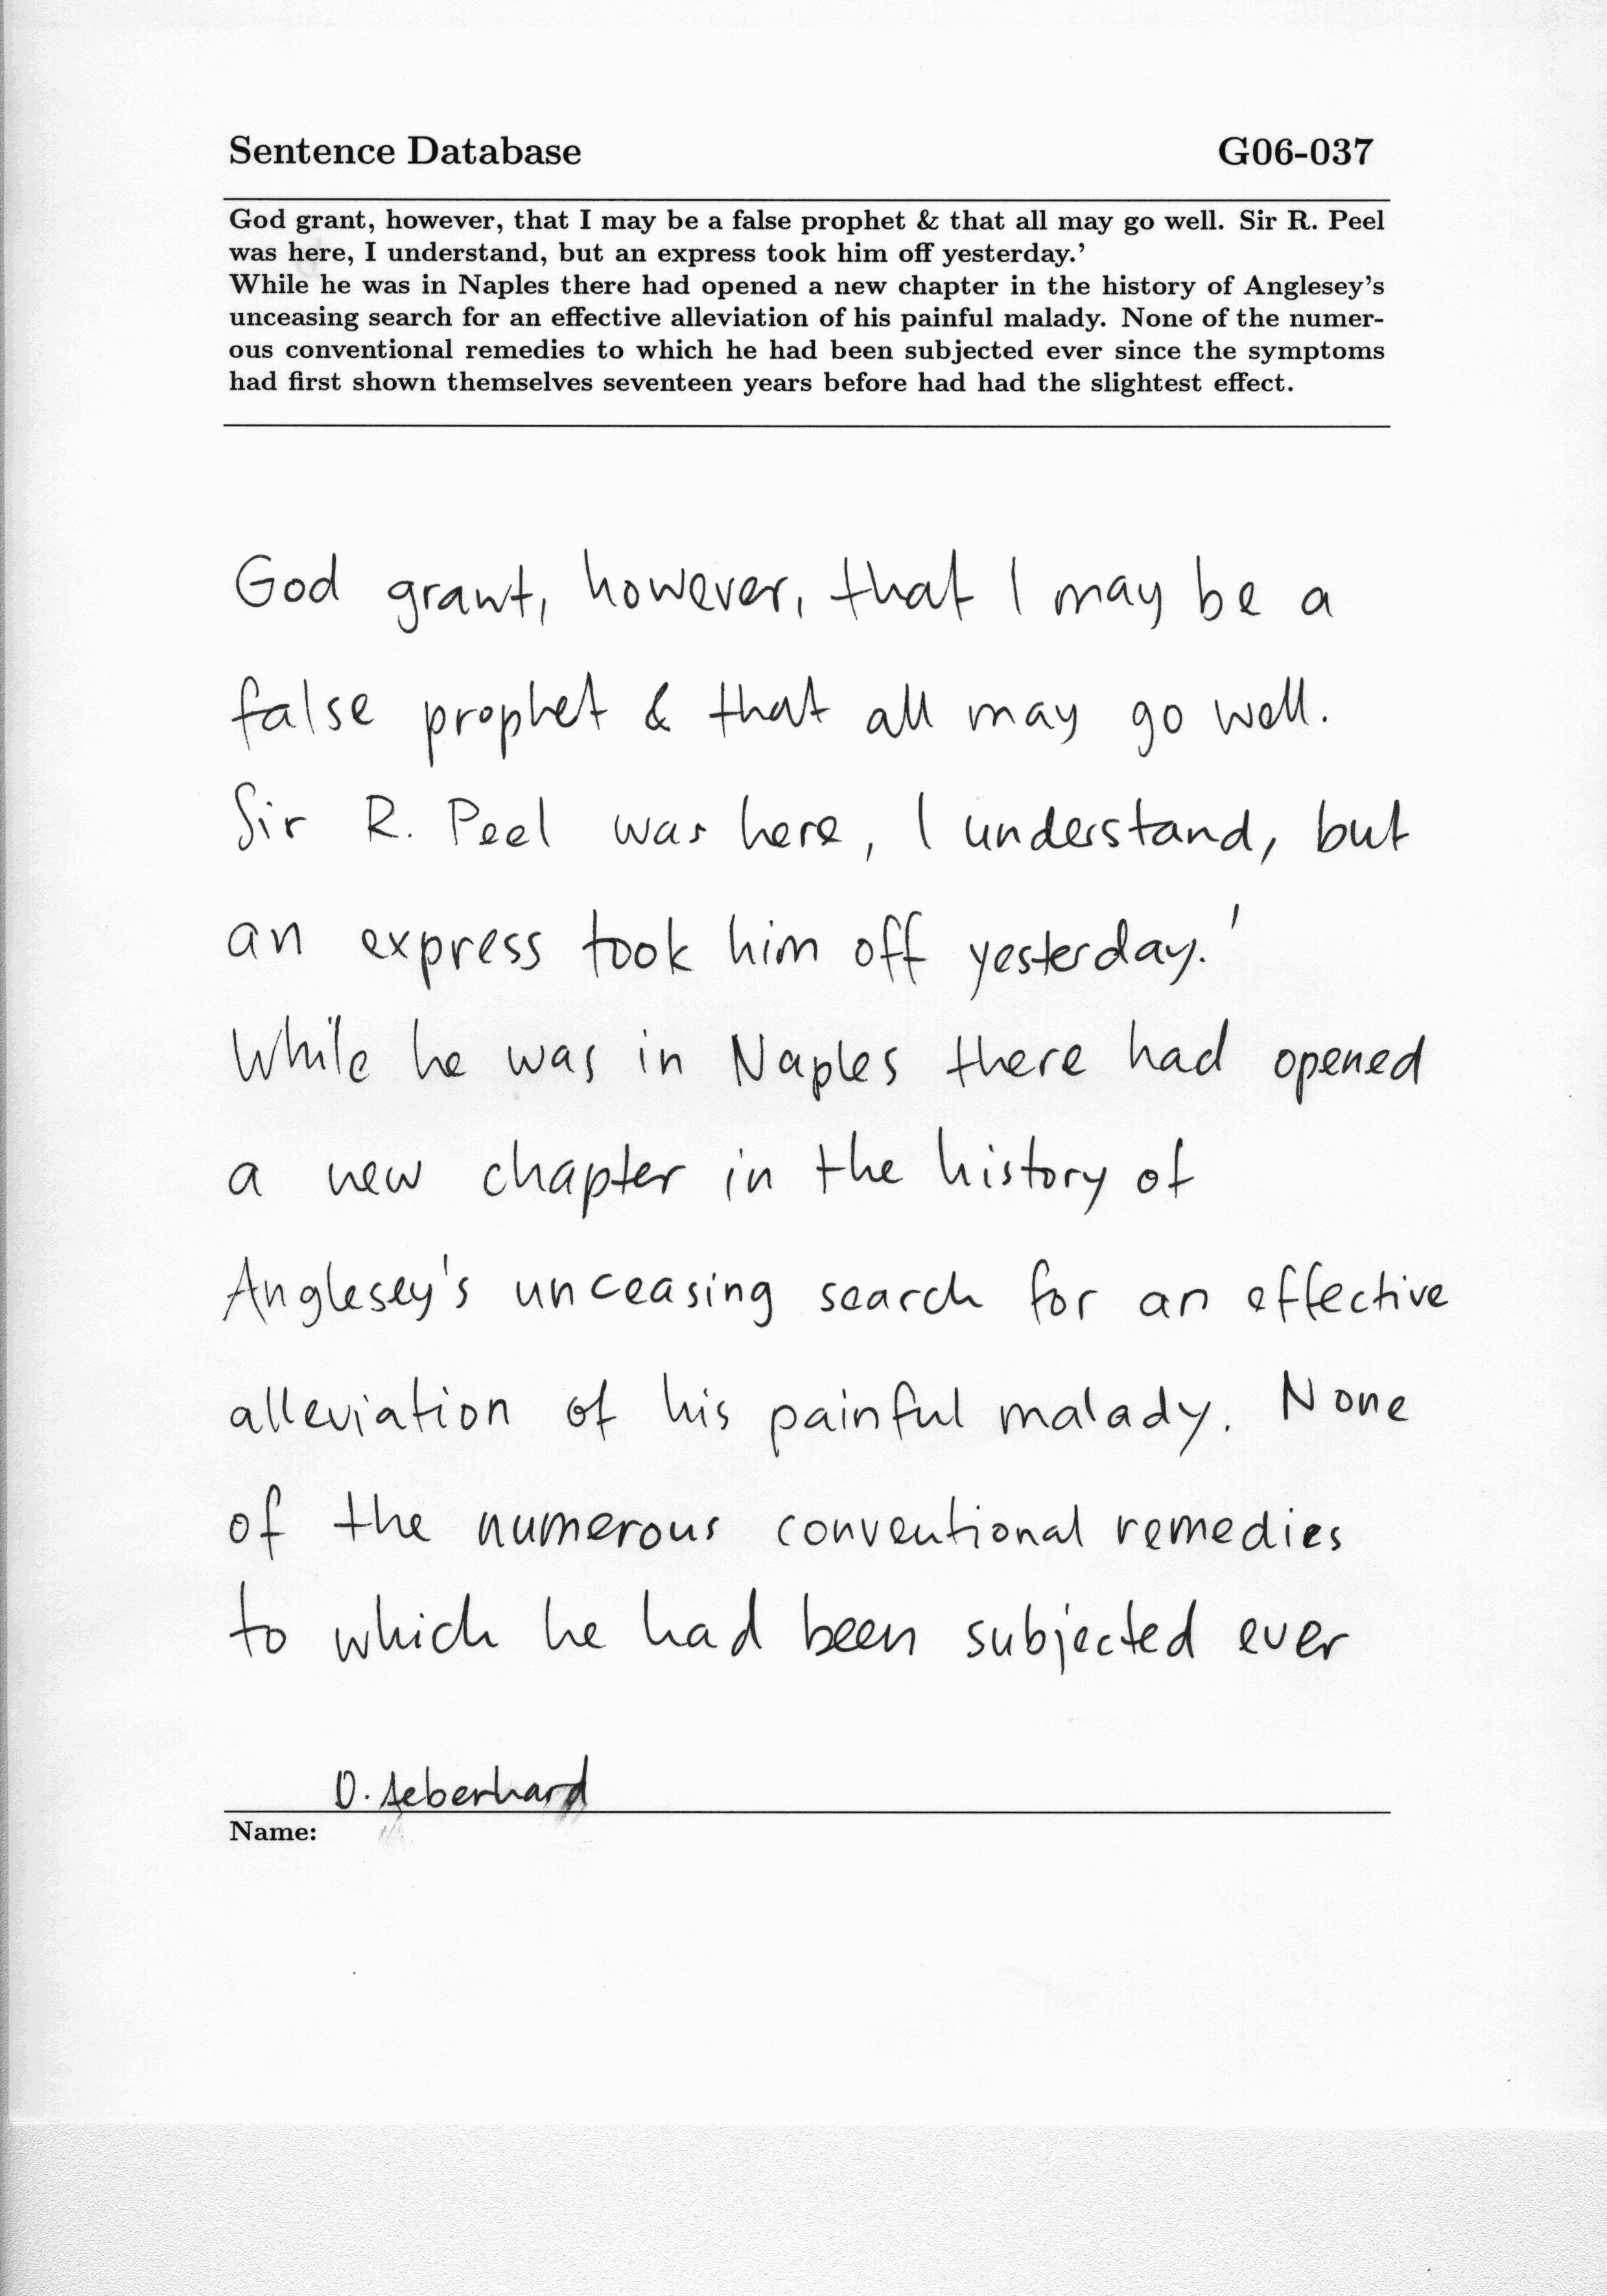 Sentence Database G06-037
God grant, however, that I may be a false prophet & that all may go well. Sir R. Peel
was here, I understand, but an express took him off yesterday.'
While he was in Naples there had opened a new chapter in the history of Anglesey's
unceasing search for an effective alleviation of his painful malady. None of the numer-
ous conventional remedies to which he had been subjected ever since the symptoms
had first shown themselves seventeen years before had had the slightest effect.
God grant, however, that I may be a
false prophet & that all may go well.
Sir R. Peel was here, I understand, but
an express took him off yesterday.'
While he was in Naples there had opened
a new chapter in the history of
Anglesey's unceasing search for an effective
alleviation of his painful malady. None
of the numerous conventional remedies
to which he had been subjected ever
D. Aeberhard
Name: